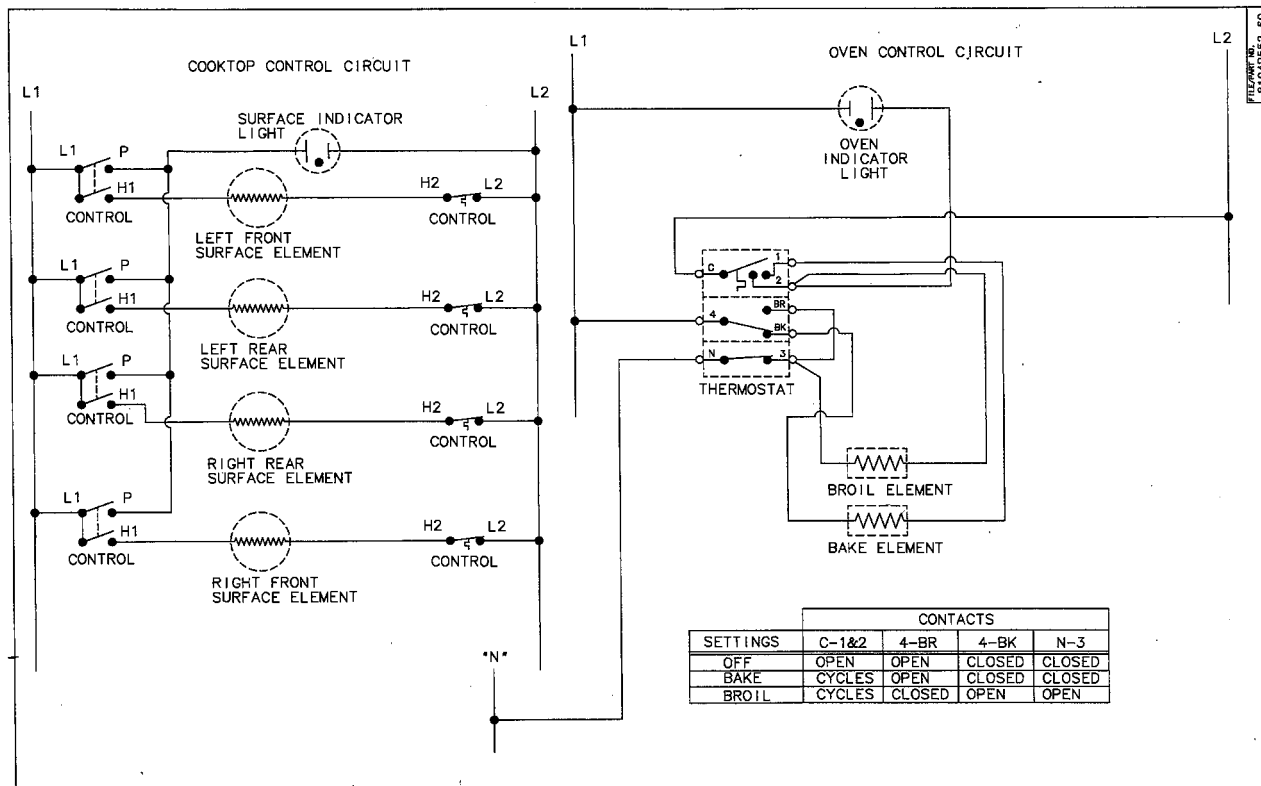 FILE/PART NO.
COOKTOP CONTROL CIRCUIT
L1
L2
SURFACE INDICATOR
LIGHT
L1
P
H1
CONTROL
LEFT FRONT
SURFACE ELEMENT
H2
L2
CONTROL
L1
P
H1
CONTROL
LEFT REAR
SURFACE ELEMENT
H2
L2
CONTROL
L1
P
H1
CONTROL
RIGHT REAR
SURFACE ELEMENT
H2
L2
CONTROL
L1
P
H1
CONTROL
RIGHT FRONT
SURFACE ELEMENT
H2
L2
CONTROL
"N"
OVEN CONTROL CIRCUIT
L1
L2
OVEN
INDICATOR
LIGHT
C
1
2
4
BR
BK
N
3
THERMOSTAT
BROIL ELEMENT
BAKE ELEMENT
CONTACTS
SETTINGS C-1&2 4-BR 4-BK N-3
OFF OPEN OPEN CLOSED CLOSED
BAKE CYCLES OPEN CLOSED CLOSED
BROIL CYCLES CLOSED OPEN OPEN